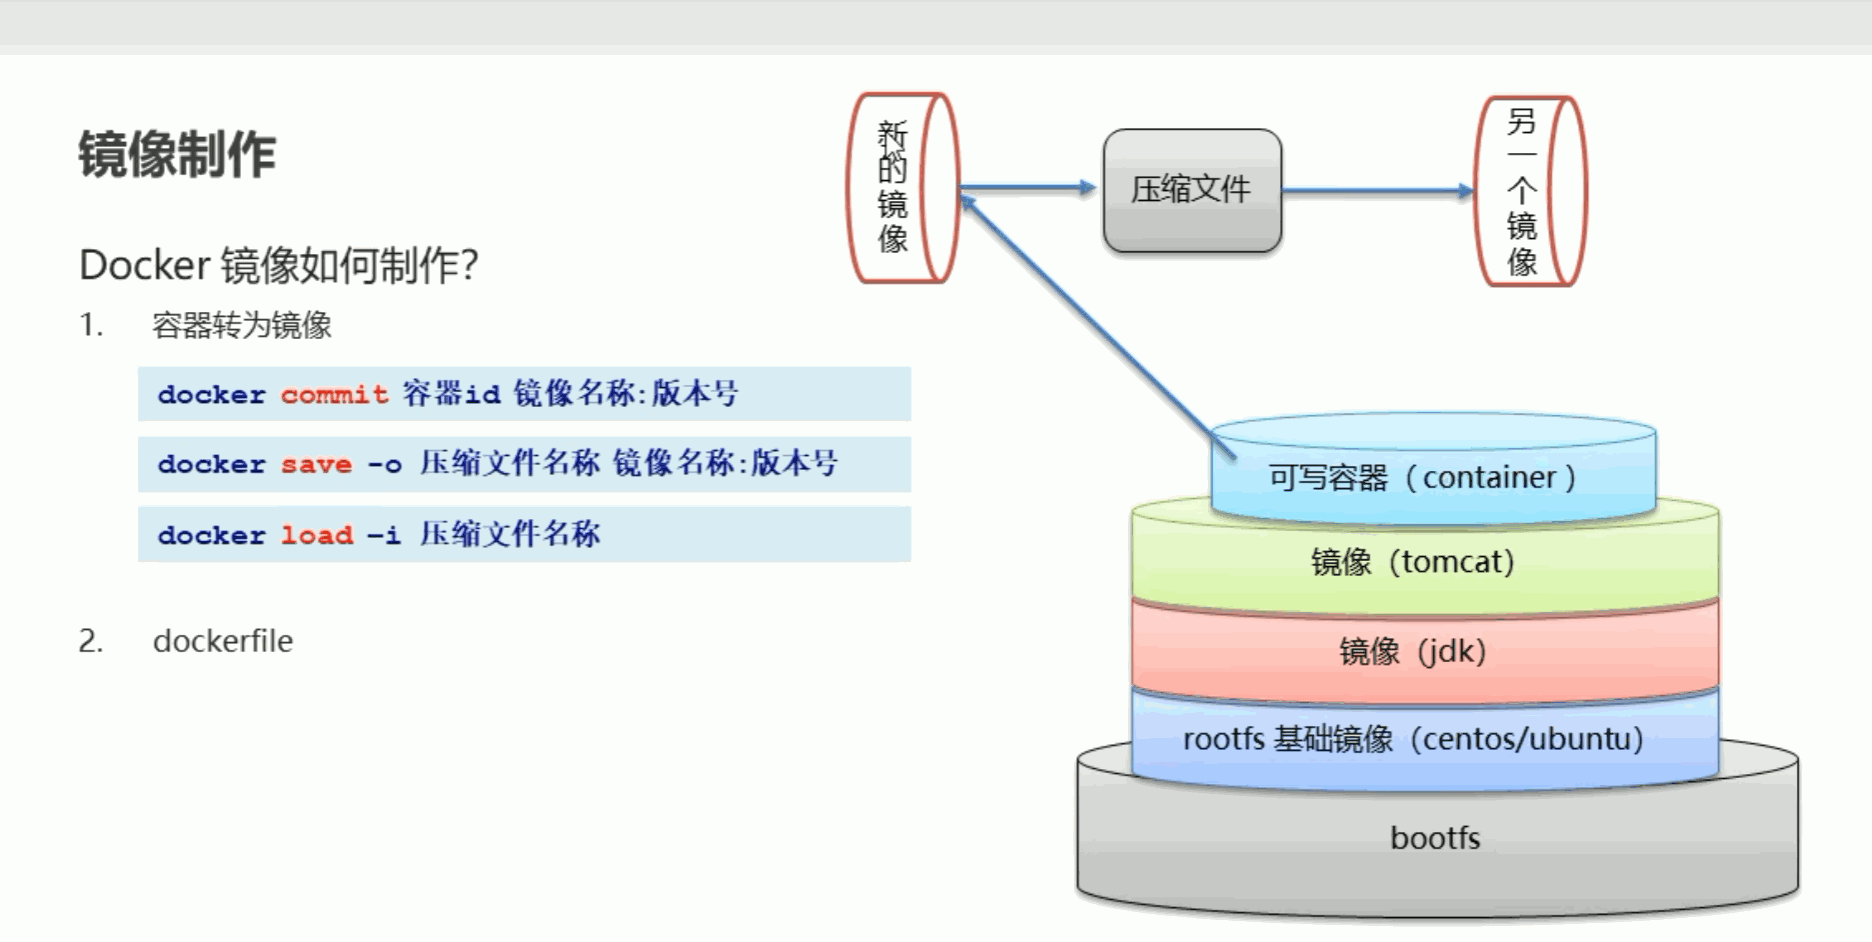 镜像制作
Docker 镜像如何制作?
1. 容器转为镜像
docker commit 容器id 镜像名称:版本号
docker save -o 压缩文件名称 镜像名称:版本号
docker load –i 压缩文件名称
2. dockerfile
新的镜像
压缩文件
另一个镜像
可写容器（container）
镜像（tomcat）
镜像（jdk）
rootfs 基础镜像（centos/ubuntu）
bootfs